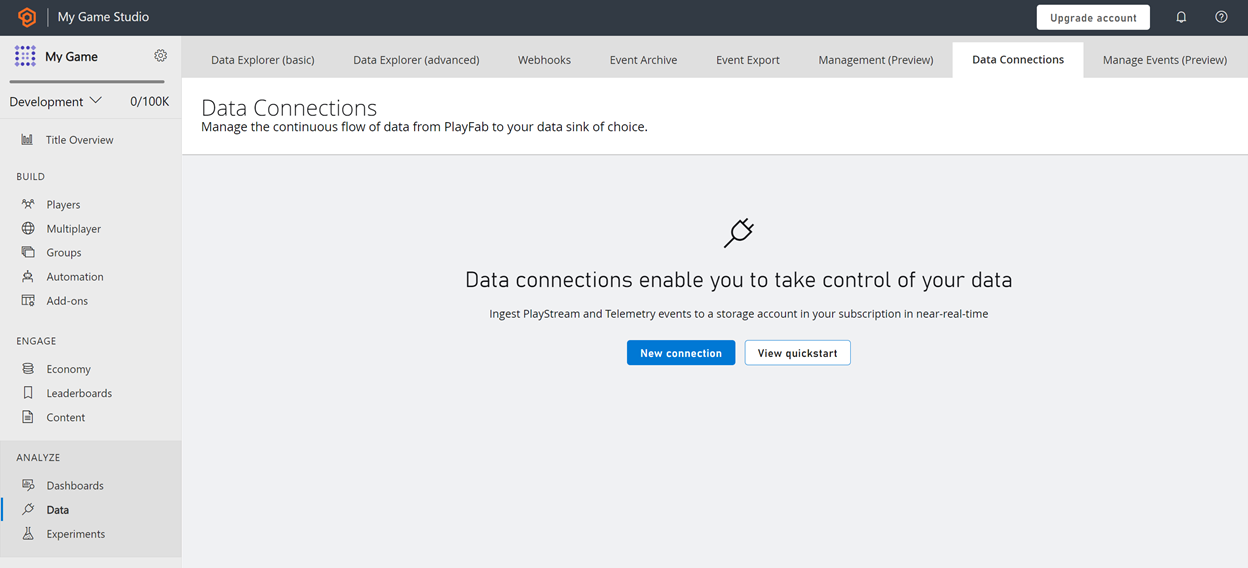 My Game Studio
Upgrade account
My Game
Development 0/100K
Title Overview
BUILD
Players
Multiplayer
Groups
Automation
Add-ons
ENGAGE
Economy
Leaderboards
Content
ANALYZE
Dashboards
Data
Experiments
Data Explorer (basic) Data Explorer (advanced) Webhooks Event Archive Event Export Management (Preview) Data Connections Manage Events (Preview)
Data Connections
Manage the continuous flow of data from PlayFab to your data sink of choice.
Data connections enable you to take control of your data
Ingest PlayStream and Telemetry events to a storage account in your subscription in near-real-time
New connection View quickstart